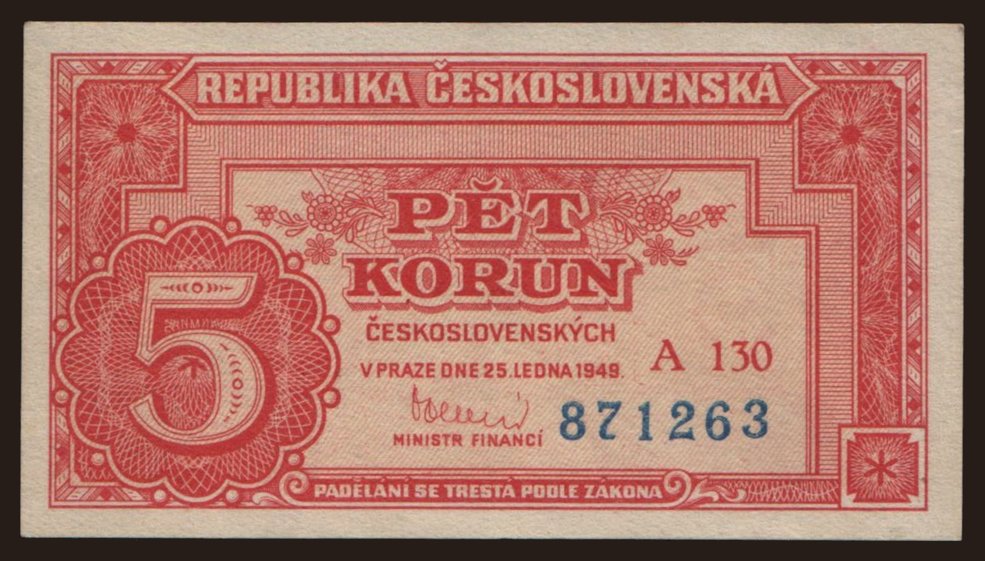 REPUBLIKA ČESKOSLOVENSKÁ
PĚT
KORUN
5
ČESKOSLOVENSKÝCH
V PRAZE DNE 25. LEDNA 1949.
A 130
871263
MINISTR FINANCÍ
PADĚLÁNÍ SE TRESTÁ PODLE ZÁKONA